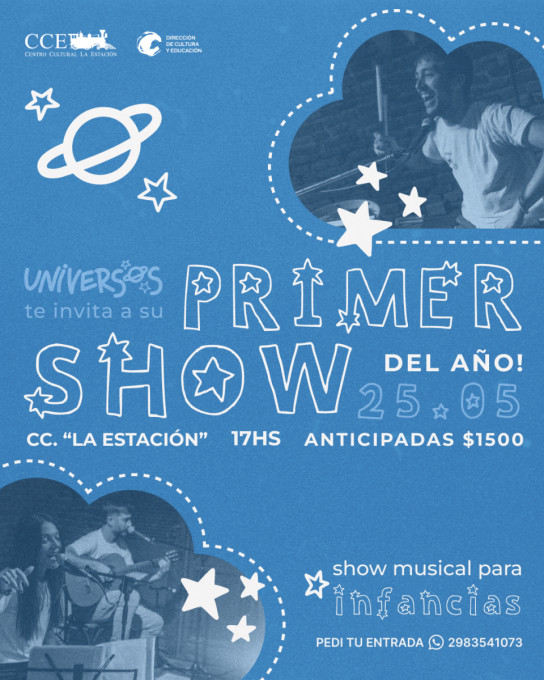 CCE
CENTRO CULTURAL LA ESTACIÓN
DIRECCIÓN
DE CULTURA
Y EDUCACIÓN
UNIVERSOS
te invita a su
PRIMER
SHOW
DEL AÑO!
25.05
CC. “LA ESTACIÓN” 17HS ANTICIPADAS $1500
show musical para
infancias
PEDI TU ENTRADA 2983541073